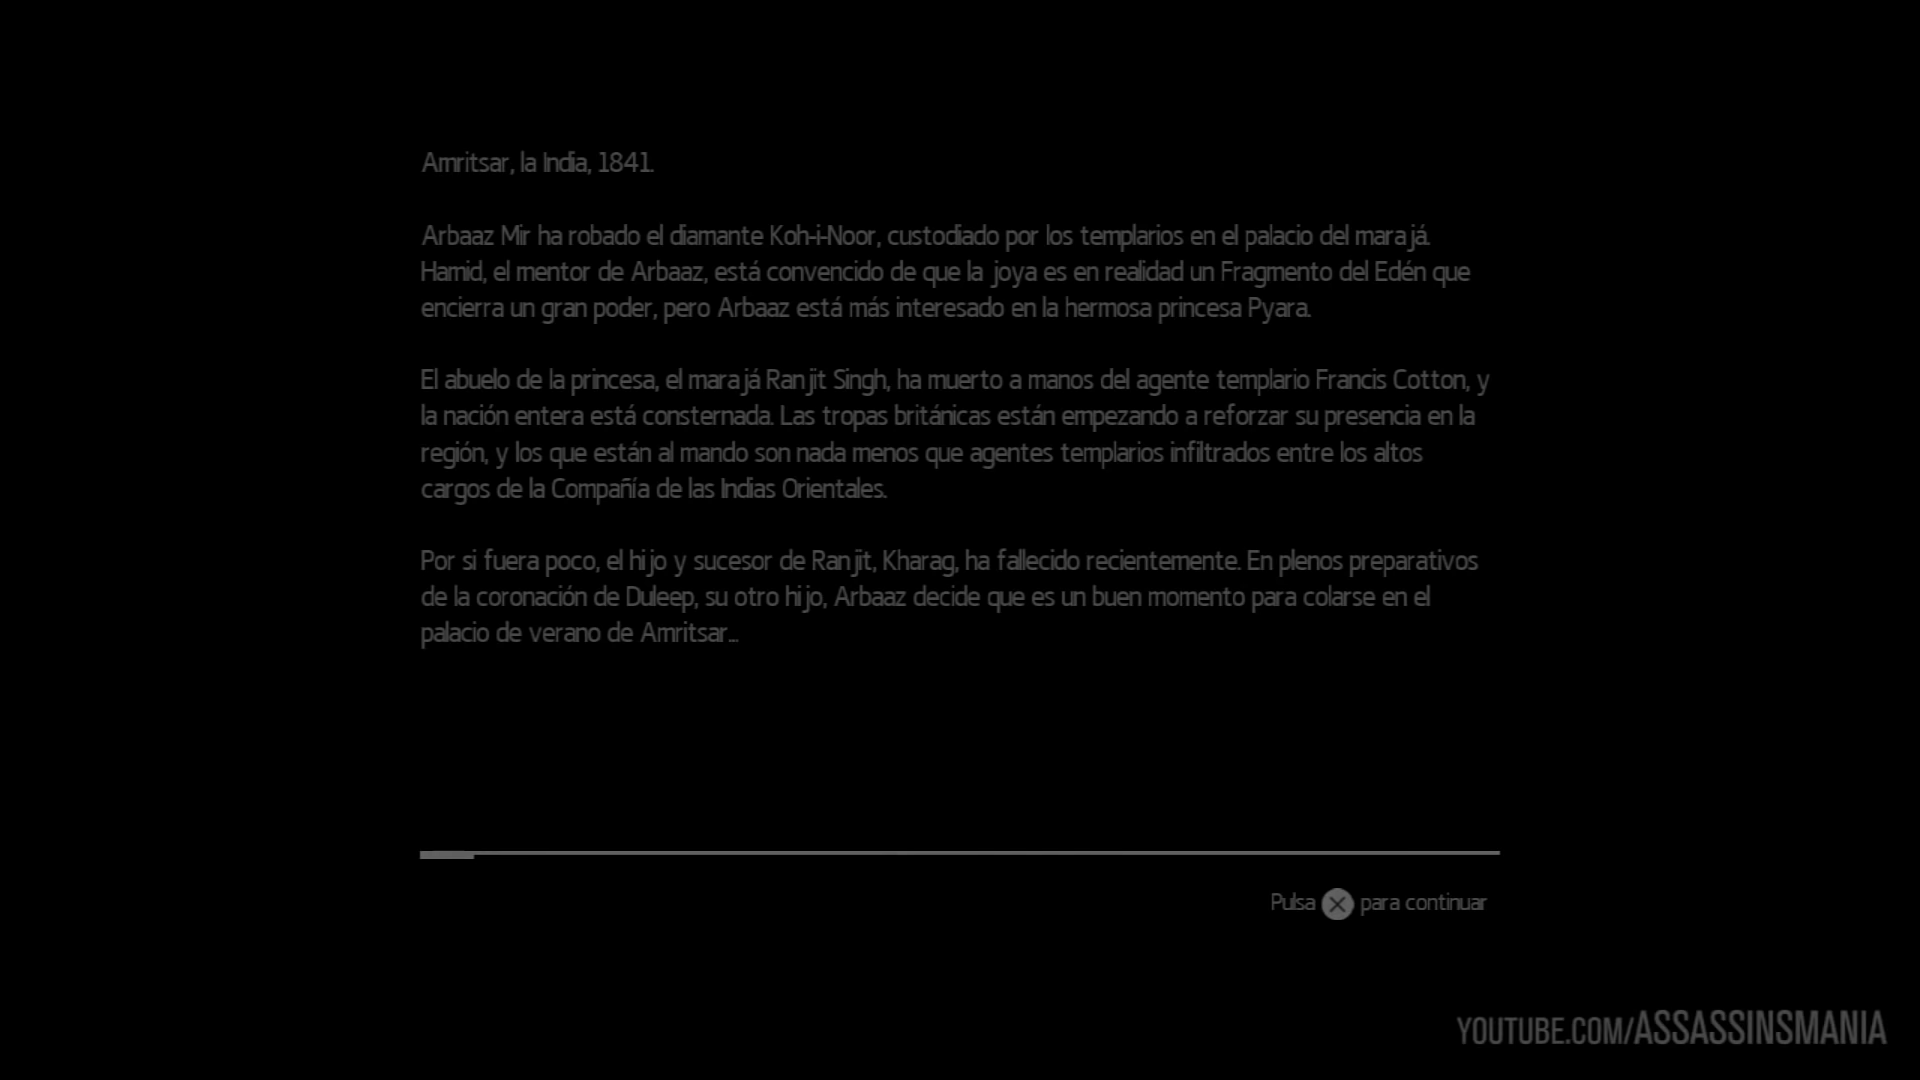 Amritsar, la India, 1841.
Arbaaz Mir ha robado el diamante Koh-i-Noor, custodiado por los templarios en el palacio del marajá.
Hamid, el mentor de Arbaaz, está convencido de que la joya es en realidad un Fragmento del Edén que
encierra un gran poder, pero Arbaaz está más interesado en la hermosa princesa Pyara.
El abuelo de la princesa, el marajá Ranjit Singh, ha muerto a manos del agente templario Francis Cotton, y
la nación entera está consternada. Las tropas británicas están empezando a reforzar su presencia en la
región, y los que están al mando son nada menos que agentes templarios infiltrados entre los altos
cargos de la Compañía de las Indias Orientales.
Por si fuera poco, el hijo y sucesor de Ranjit, Kharag, ha fallecido recientemente. En plenos preparativos
de la coronación de Duleep, su otro hijo, Arbaaz decide que es un buen momento para colarse en el
palacio de verano de Amritsar...
Pulsa para continuar
YOUTUBE.COM/ASSASSINSMANIA